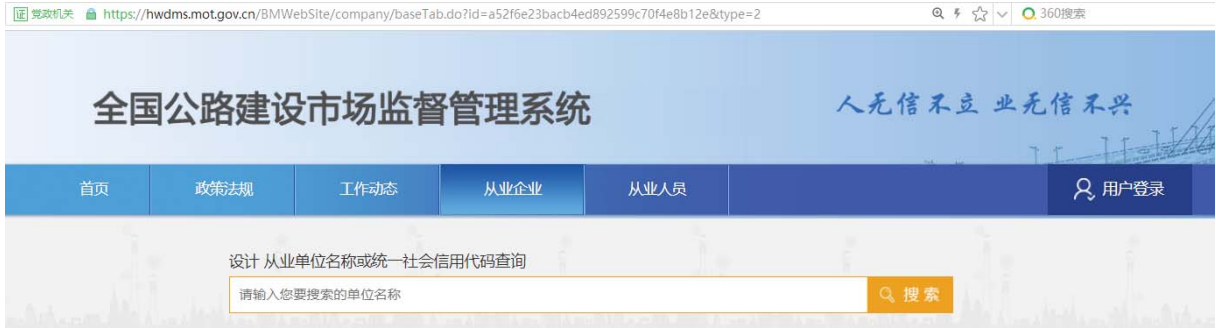 证 党政机关 https://hwdms.mot.gov.cn/BMWebSite/company/baseTab.do?id=a52f6e23bacb4ed892599c70f4e8b12e&type=2 360搜索
全国公路建设市场监督管理系统
人无信不立 业无信不兴
首页 政策法规 工作动态 从业企业 从业人员 用户登录
设计 从业单位名称或统一社会信用代码查询
请输入您要搜索的单位名称 搜索